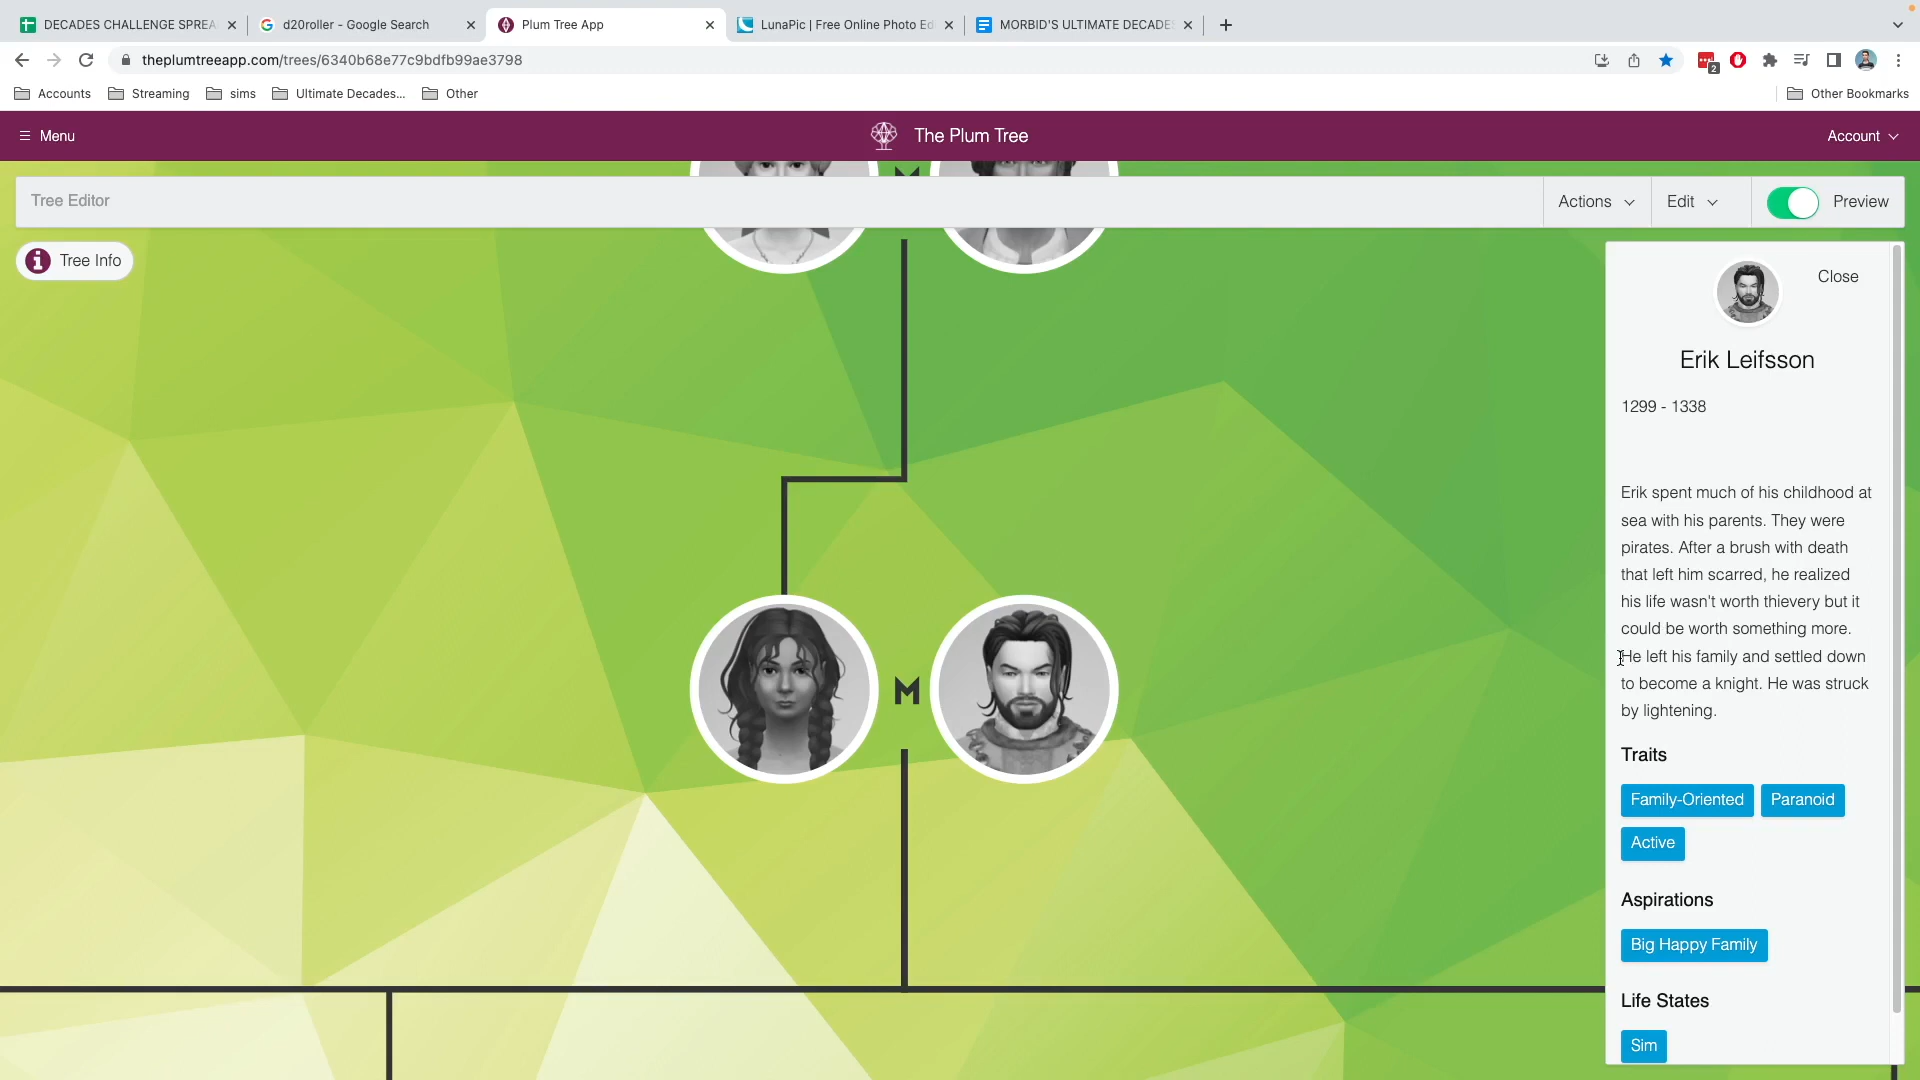 DECADES CHALLENGE SPREA
d20roller - Google Search
Plum Tree App
LunaPic | Free Online Photo Ed
MORBID'S ULTIMATE DECADES
theplumtreeapp.com/trees/6340b68e77c9bdfb99ae3798
2
Accounts
Streaming
sims
Ultimate Decades...
Other
Other Bookmarks
Menu
The Plum Tree
Account
Tree Editor
Actions
Edit
Preview
Tree Info
Close
Erik Leifsson
1299 - 1338
Erik spent much of his childhood at
sea with his parents. They were
pirates. After a brush with death
that left him scarred, he realized
his life wasn't worth thievery but it
could be worth something more.
He left his family and settled down
to become a knight. He was struck
by lightening.
M
Traits
Family-Oriented
Paranoid
Active
Aspirations
Big Happy Family
Life States
Sim